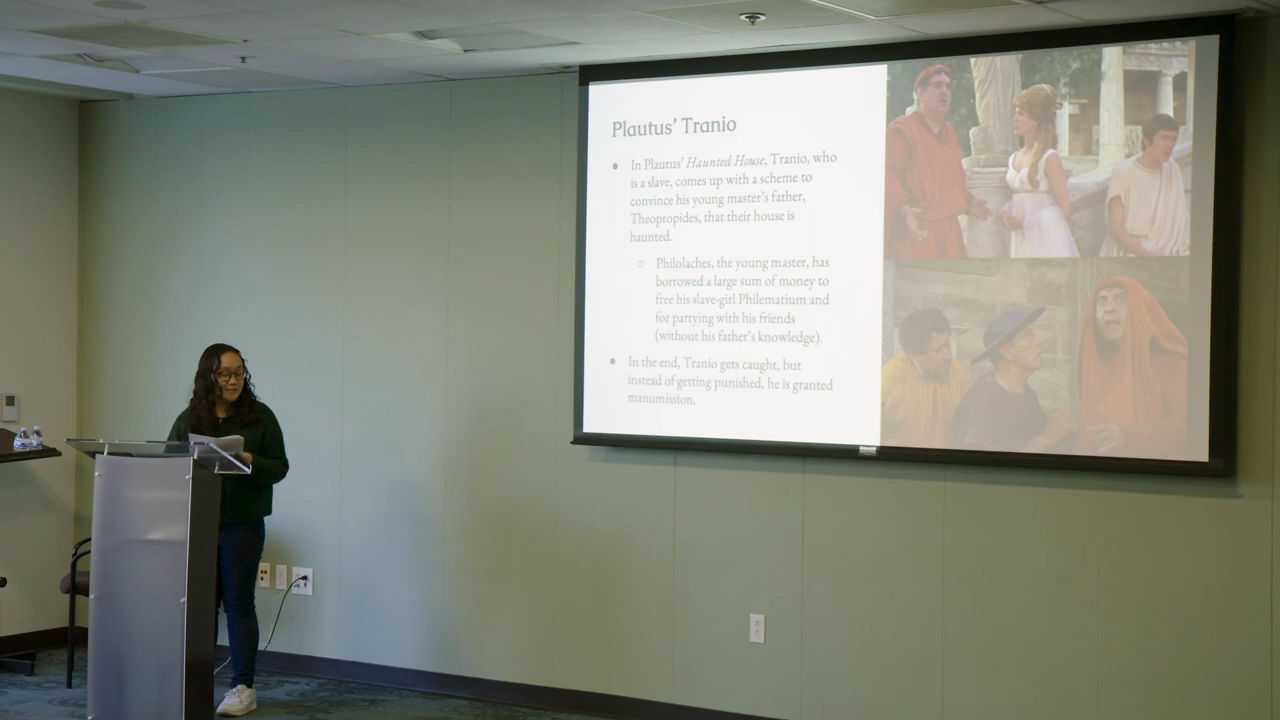 Plautus’ Tranio
● In Plautus’ Haunted House, Tranio, who
is a slave, comes up with a scheme to
convince his young master’s father,
Theopropides, that their house is
haunted.
○ Philolaches, the young master, has
borrowed a large sum of money to
free his slave-girl Philematium and
for partying with his friends
(without his father’s knowledge).
● In the end, Tranio gets caught, but
instead of getting punished, he is granted
manumission.